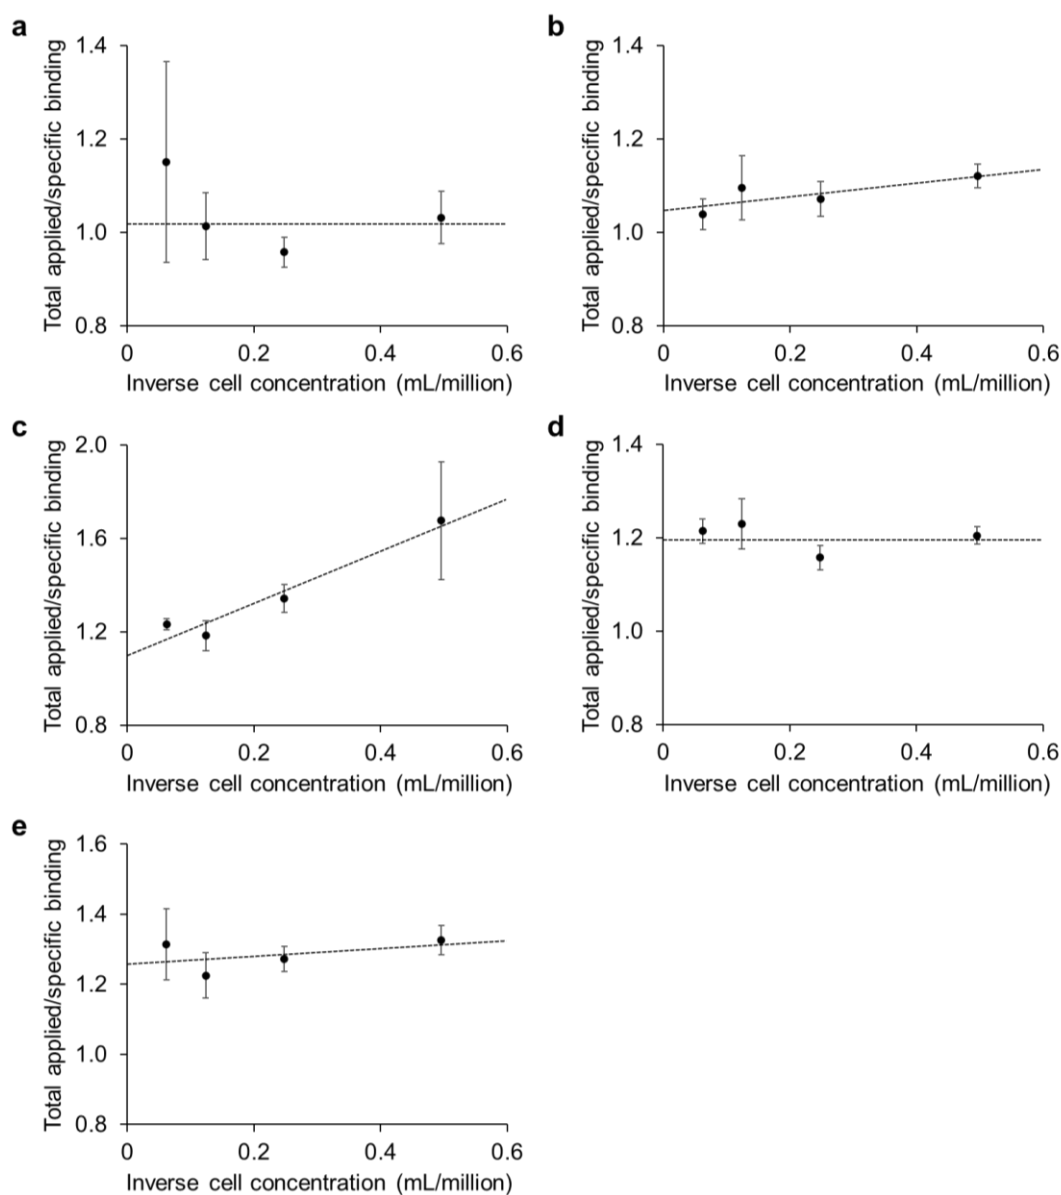 a
Total applied/specific binding
1.4
1.2
1.0
0.8
0 0.2 0.4 0.6
Inverse cell concentration (mL/million)
b
Total applied/specific binding
1.4
1.2
1.0
0.8
0 0.2 0.4 0.6
Inverse cell concentration (mL/million)
c
Total applied/specific binding
2.0
1.6
1.2
0.8
0 0.2 0.4 0.6
Inverse cell concentration (mL/million)
d
Total applied/specific binding
1.4
1.2
1.0
0.8
0 0.2 0.4 0.6
Inverse cell concentration (mL/million)
e
Total applied/specific binding
1.6
1.4
1.2
1.0
0.8
0 0.2 0.4 0.6
Inverse cell concentration (mL/million)